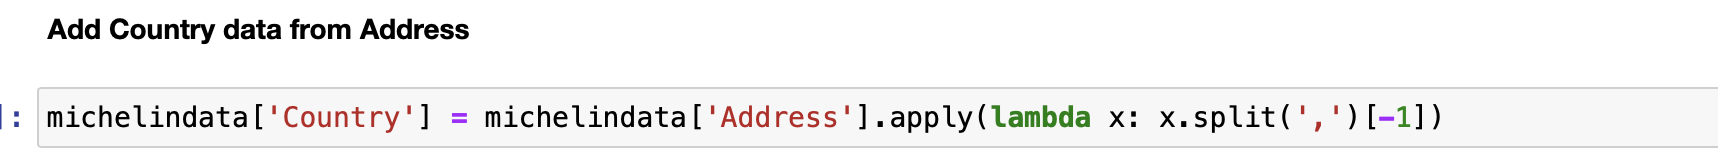 Add Country data from Address
]: michelindata['Country'] = michelindata['Address'].apply(lambda x: x.split(',')[-1])